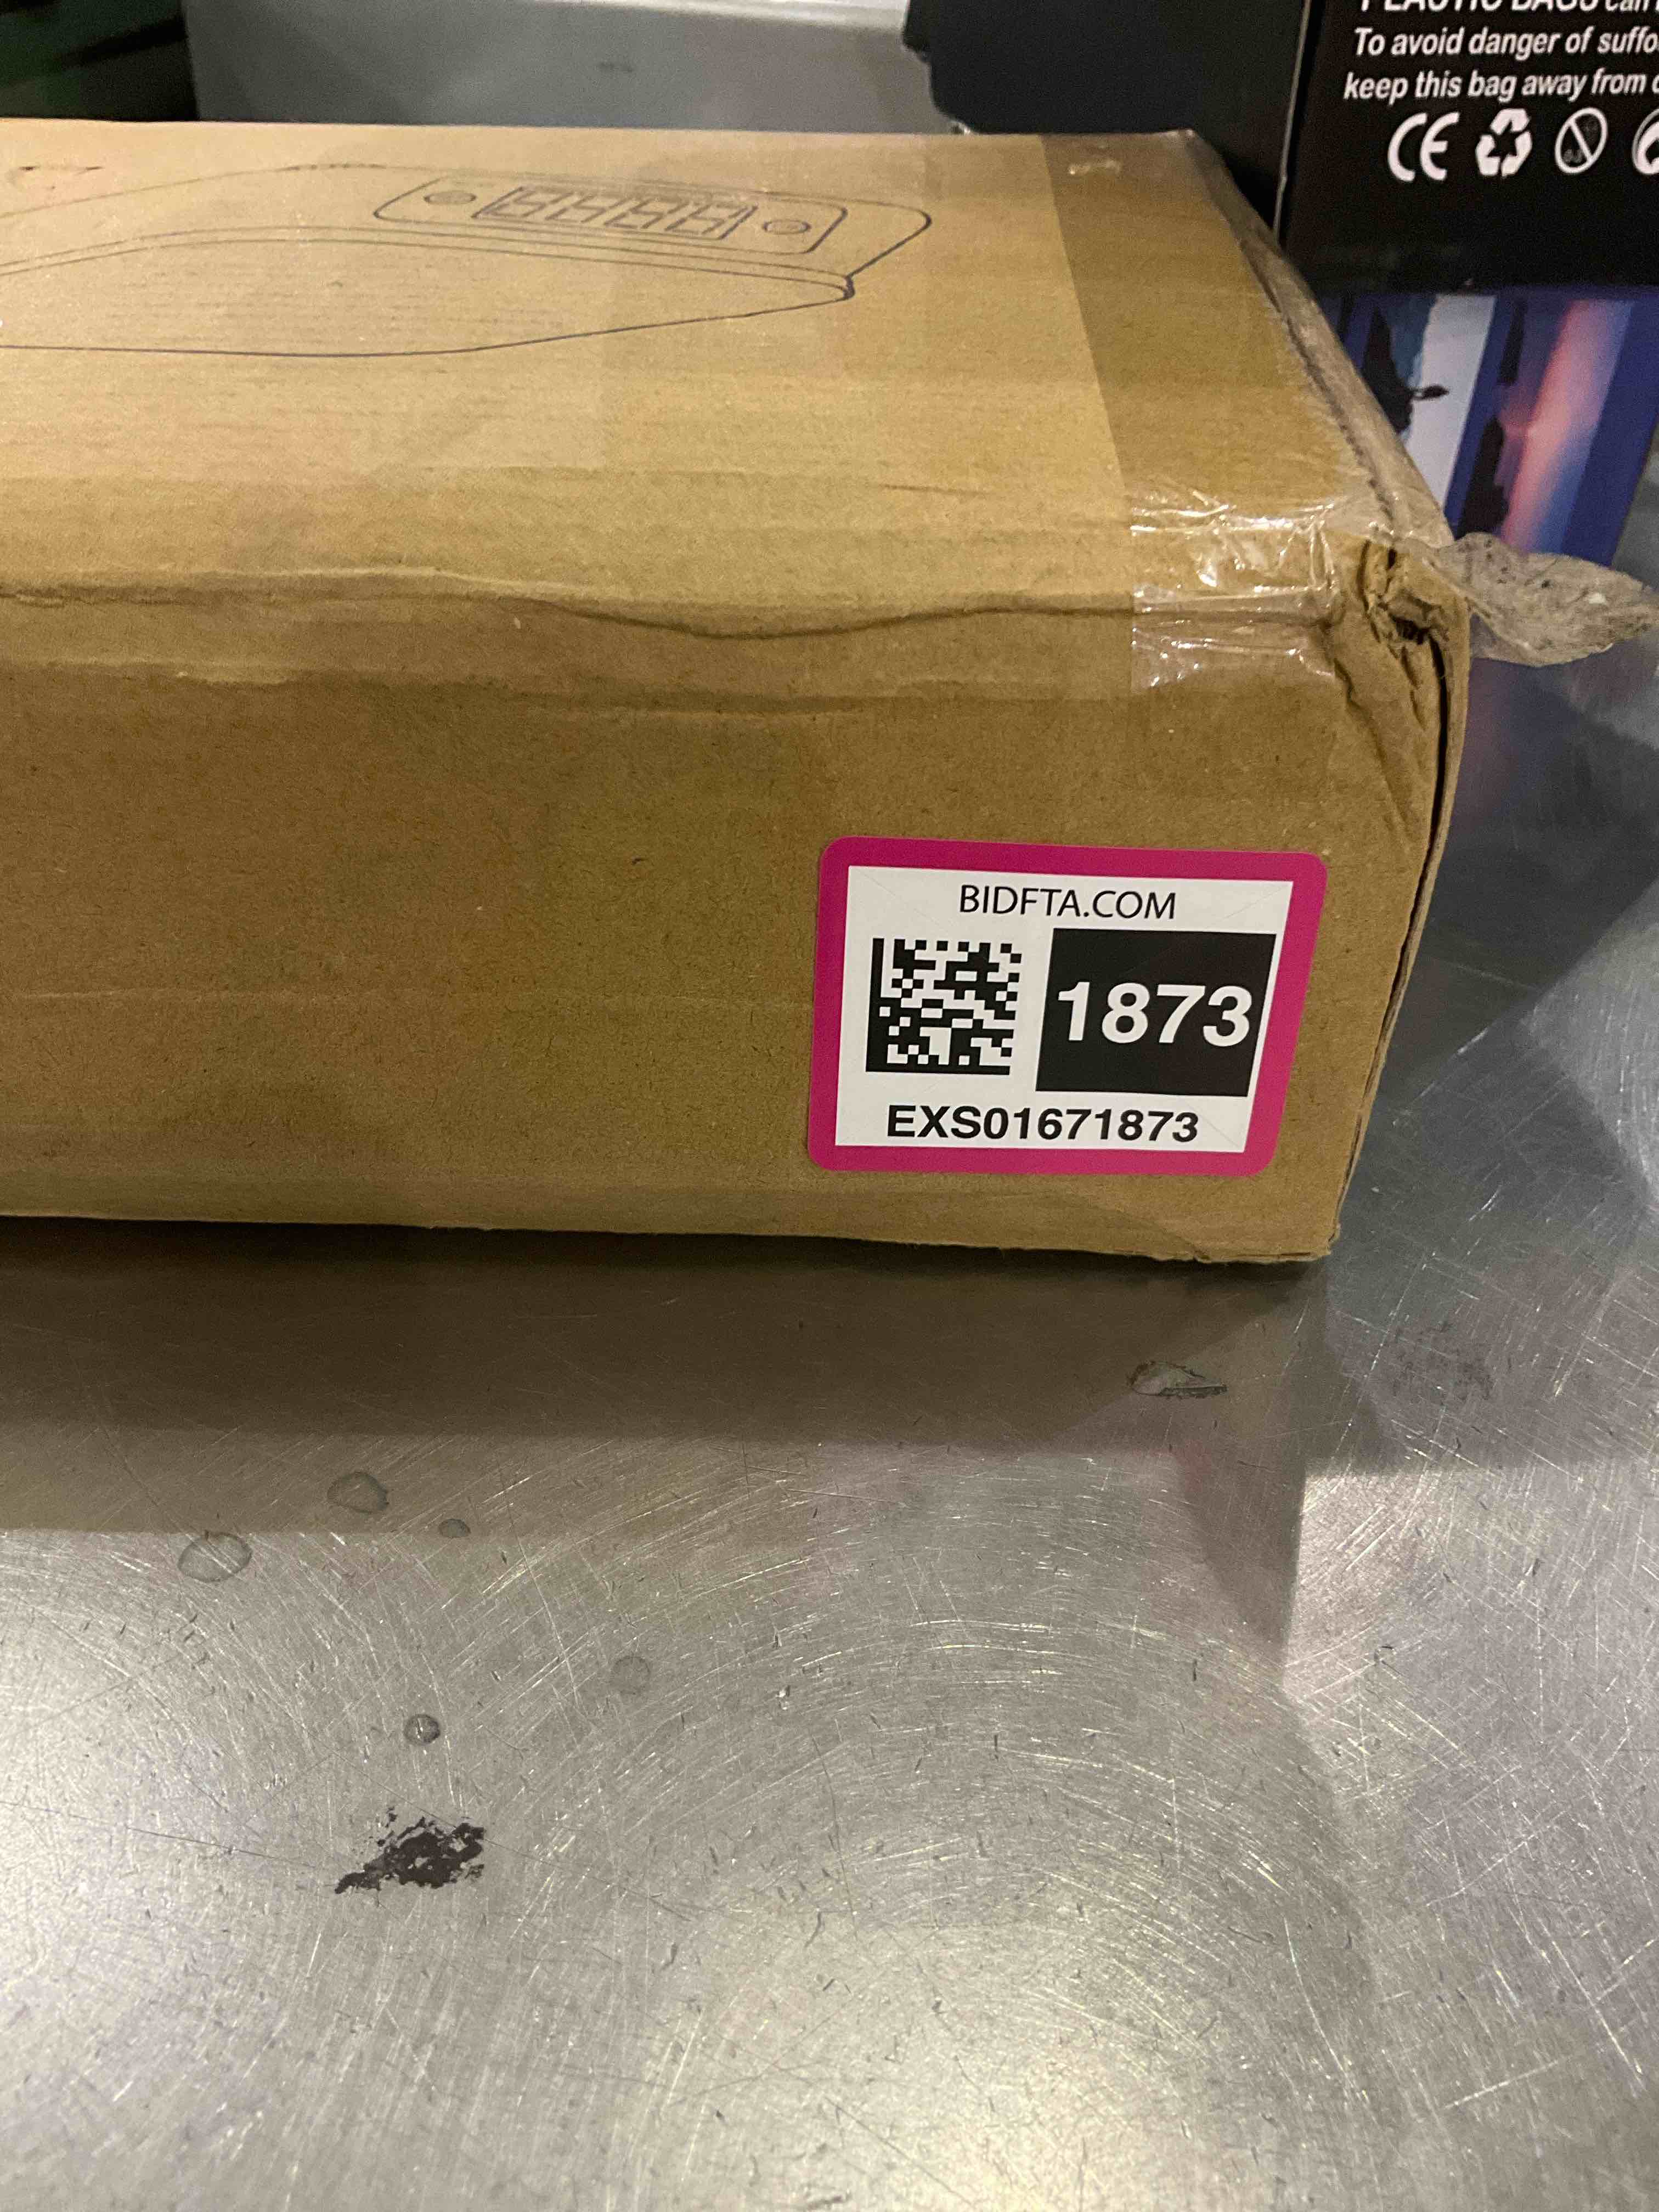 To avoid danger of suffo
keep this bag away from
CE
BIDFTA.COM
1873
EXS01671873